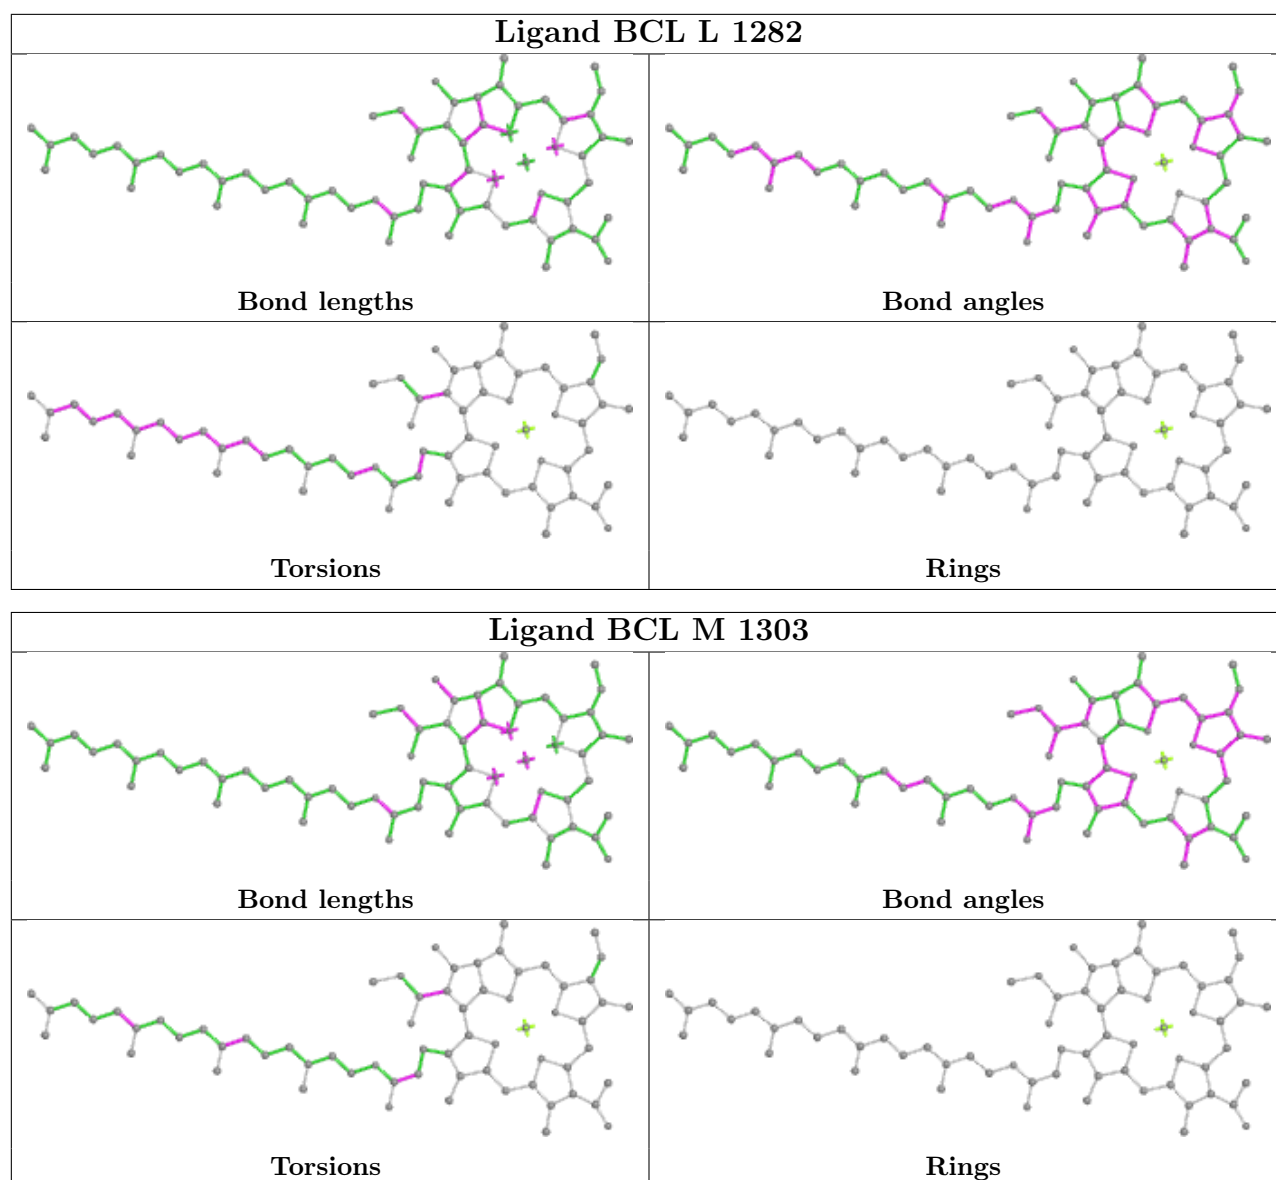 Ligand BCL L 1282
Bond lengths
Bond angles
Torsions
Rings
Ligand BCL M 1303
Bond lengths
Bond angles
Torsions
Rings